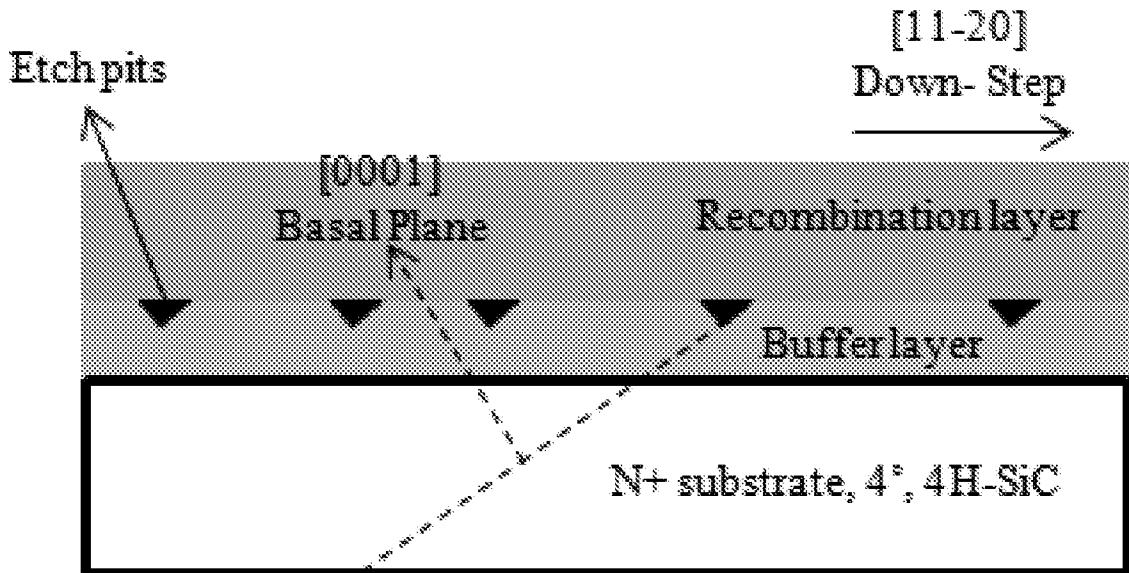 [11-20]
Down- Step
Etch pits
[0001]
Basal Plane
Recombination layer
Buffer layer
N+ substrate, 4°, 4H-SiC